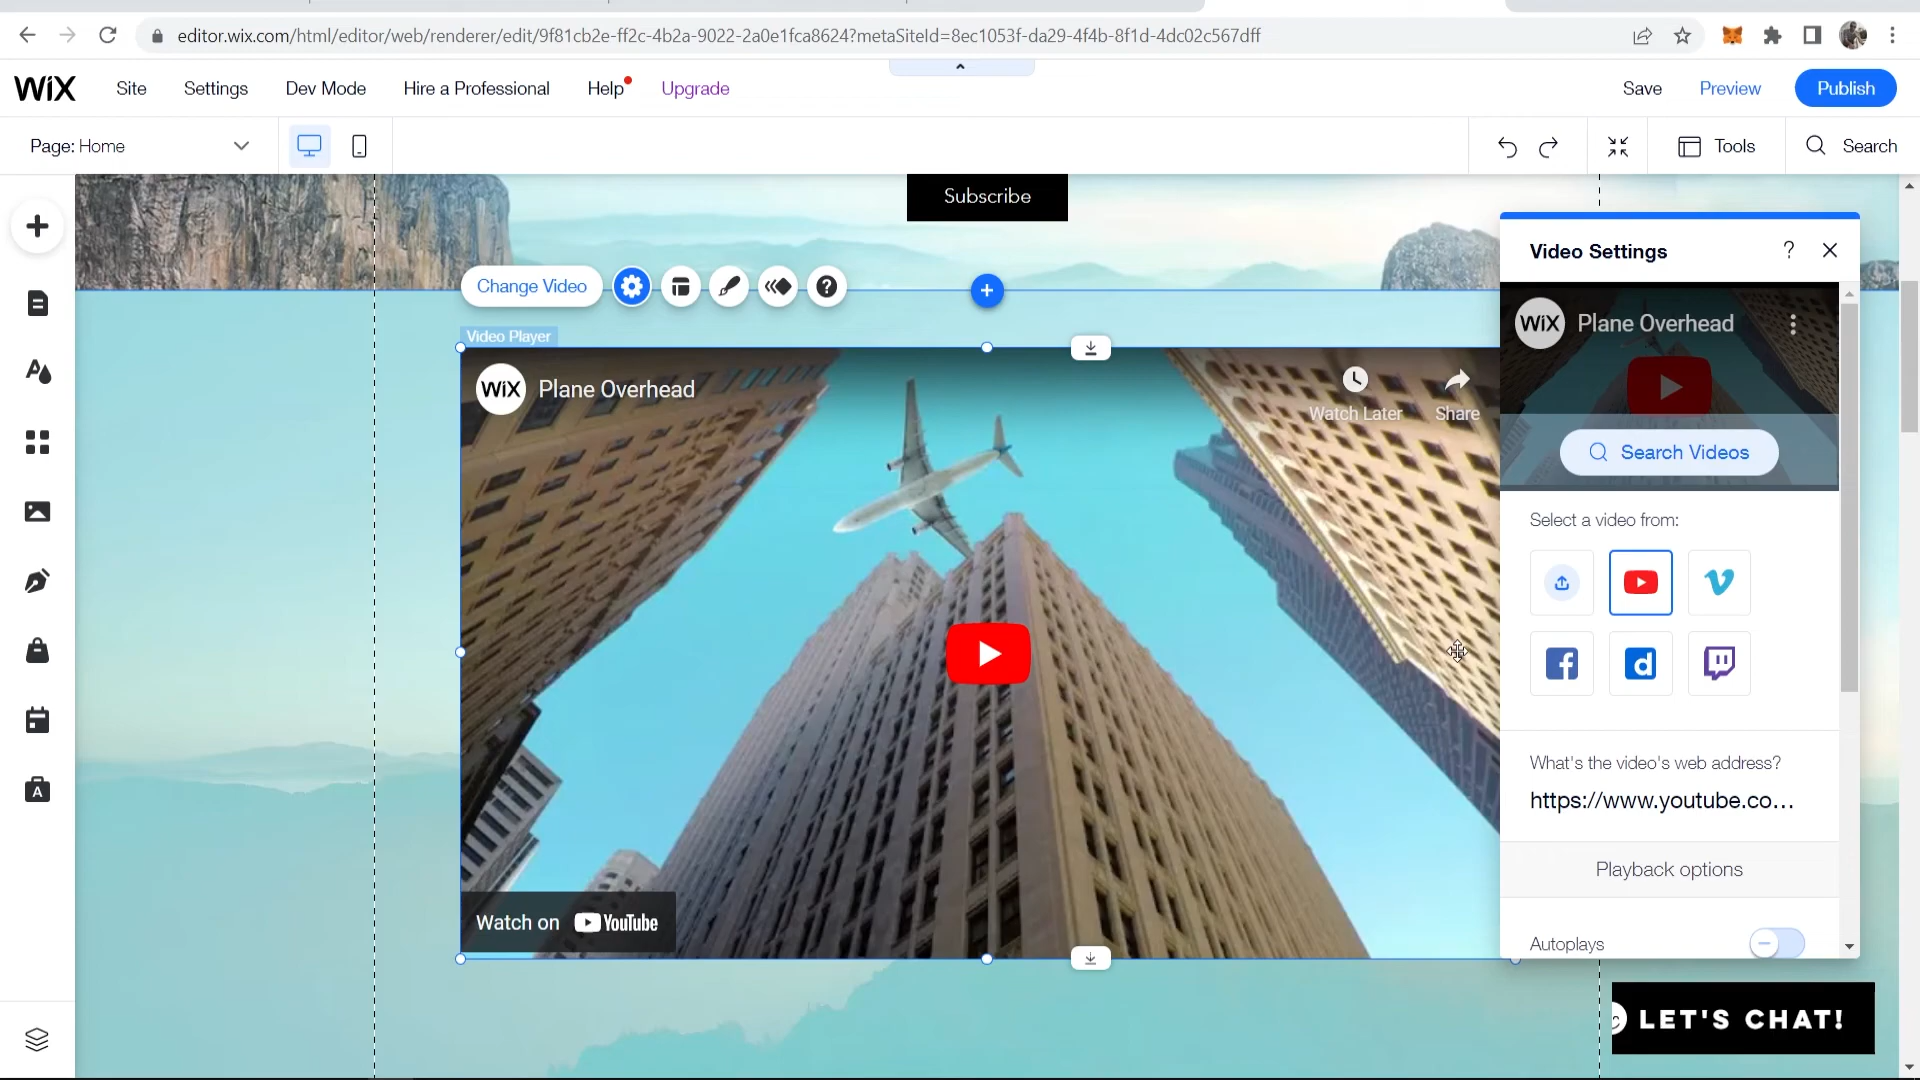 editor.wix.com/html/editor/web/renderer/edit/9f81cb2e-ff2c-4b2a-9022-2a0e1fca8624?metaSiteId=8ec1053f-da29-4f4b-8f1d-4dc02c567dff
WiX Site Settings Dev Mode Hire a Professional Help Upgrade Save Preview Publish
Page: Home Tools Search
Subscribe
Change Video
Video Player
WiX Plane Overhead
Watch Later Share
Watch on YouTube
Video Settings ?
WiX Plane Overhead
Search Videos
Select a video from:
What's the video's web address?
https://www.youtube.co...
Playback options
Autoplays
LET'S CHAT!